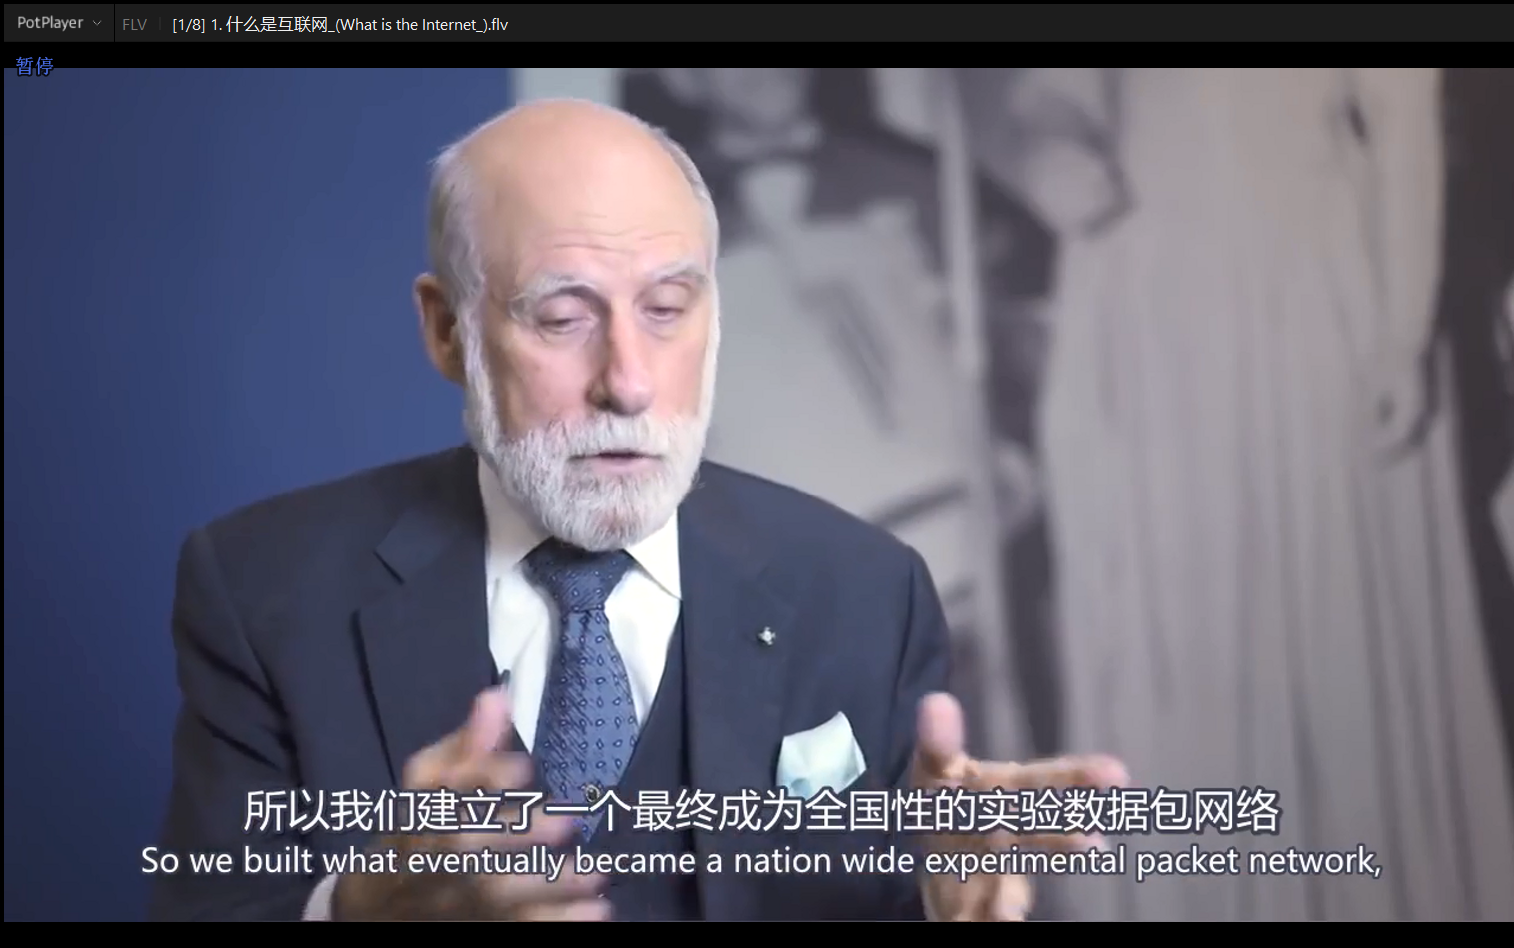 PotPlayer FLV [1/8] 1. 什么是互联网_(What is the Internet_).flv
暂停
所以我们建立了一个最终成为全国性的实验数据包网络
So we built what eventually became a nation wide experimental packet network,